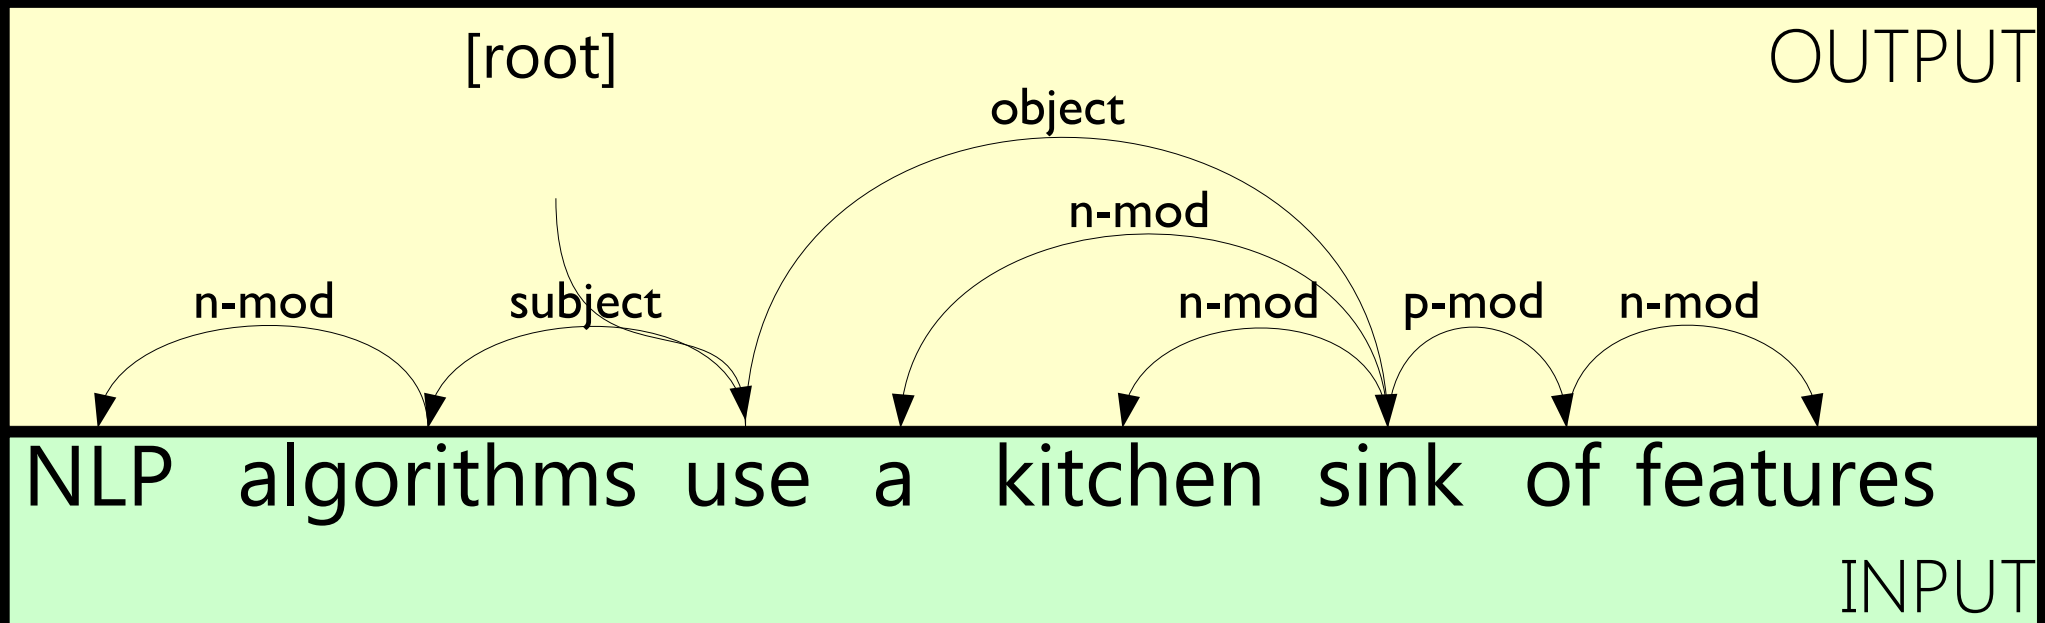 [root] OUTPUT
object
n-mod
n-mod subject n-mod p-mod n-mod
NLP algorithms use a kitchen sink of features
INPUT